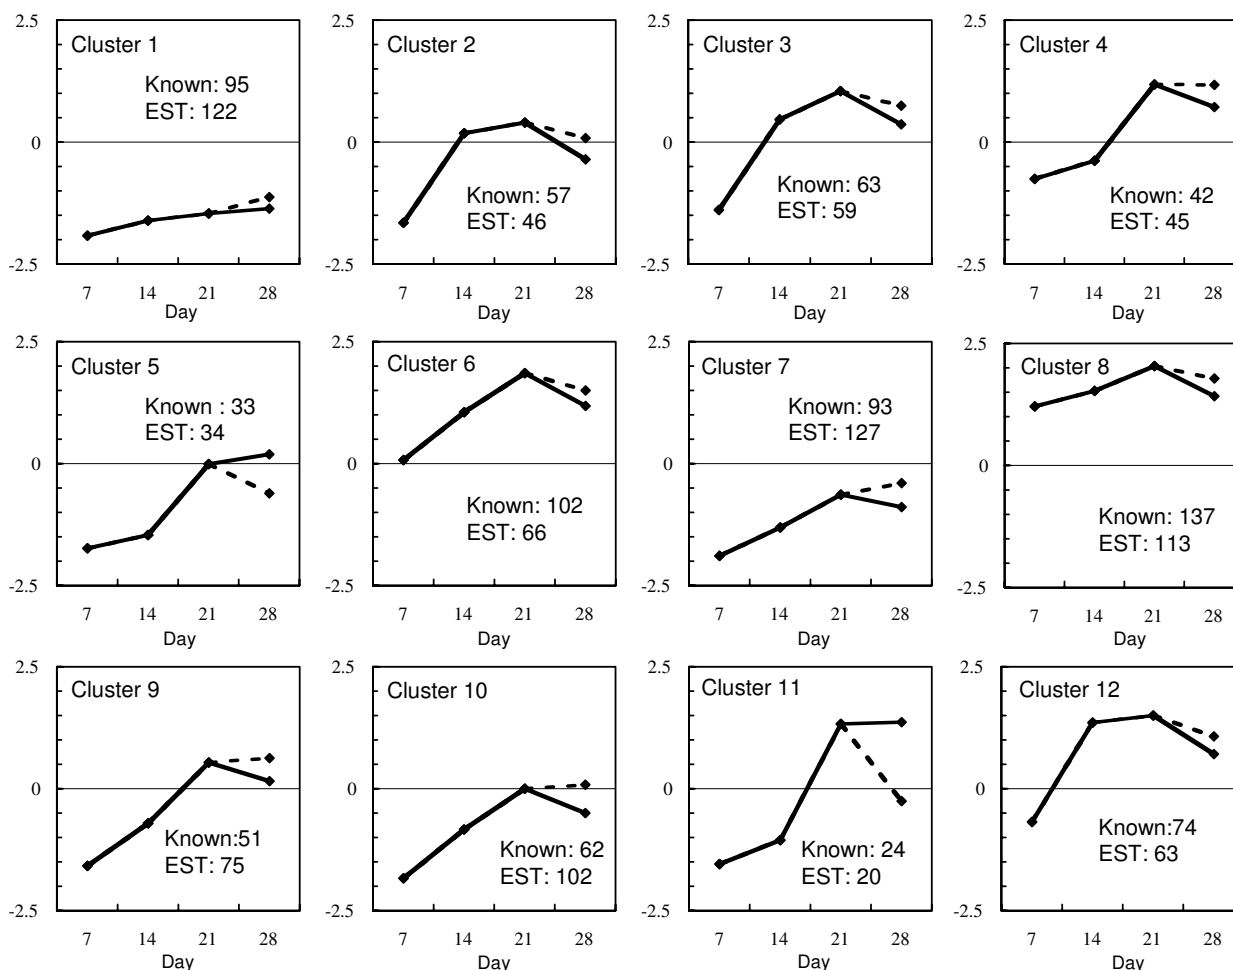 2.5
Cluster 1
Known: 95
EST: 122
0
-2.5
7 14 21 28
Day
2.5
Cluster 2
0
Known: 57
EST: 46
-2.5
7 14 21 28
Day
2.5
Cluster 3
0
Known: 63
EST: 59
-2.5
7 14 21 28
Day
2.5
Cluster 4
0
Known: 42
EST: 45
-2.5
7 14 21 28
Day
2.5
Cluster 5
Known : 33
EST: 34
0
-2.5
7 14 21 28
Day
2.5
Cluster 6
0
Known: 102
EST: 66
-2.5
7 14 21 28
Day
2.5
Cluster 7
Known: 93
EST: 127
0
-2.5
7 14 21 28
Day
2.5
Cluster 8
0
Known: 137
EST: 113
-2.5
7 14 21 28
Day
2.5
Cluster 9
0
Known:51
EST: 75
-2.5
7 14 21 28
Day
2.5
Cluster 10
0
Known: 62
EST: 102
-2.5
7 14 21 28
Day
2.5
Cluster 11
0
Known: 24
EST: 20
-2.5
7 14 21 28
Day
2.5
Cluster 12
0
Known:74
EST: 63
-2.5
7 14 21 28
Day